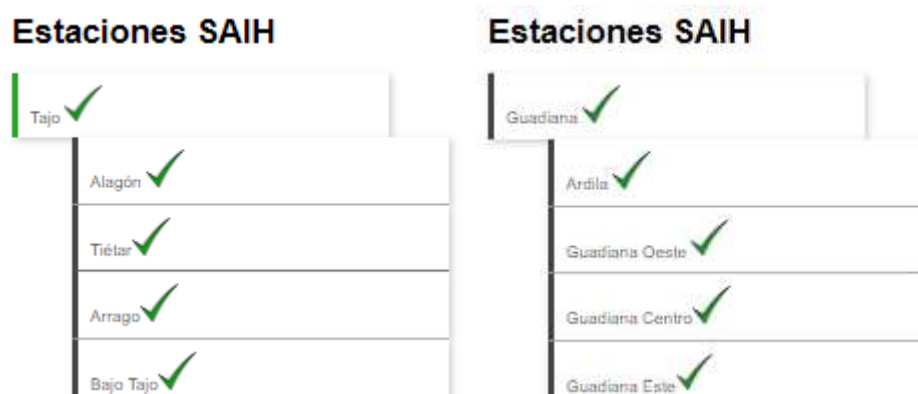 Estaciones SAIH
Tajo
Alagón
Tiétar
Arrago
Bajo Tajo
Estaciones SAIH
Guadiana
Ardila
Guadiana Oeste
Guadiana Centro
Guadiana Este